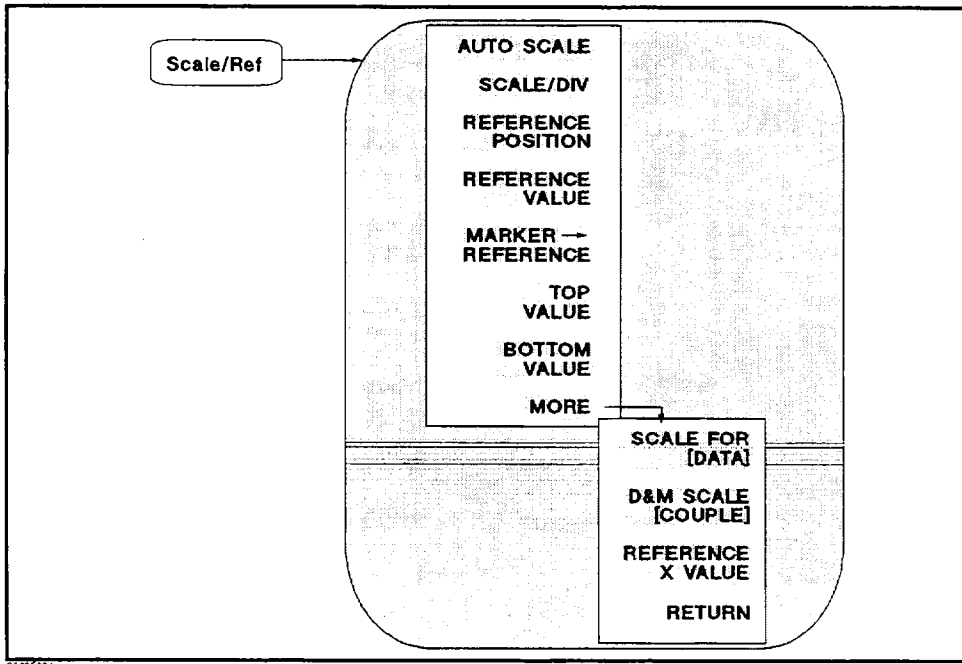 Scale/Ref
AUTO SCALE
SCALE/DIV
REFERENCE
POSITION
REFERENCE
VALUE
MARKER →
REFERENCE
TOP
VALUE
BOTTOM
VALUE
MORE
SCALE FOR
[DATA]
D&M SCALE
[COUPLE]
REFERENCE
X VALUE
RETURN